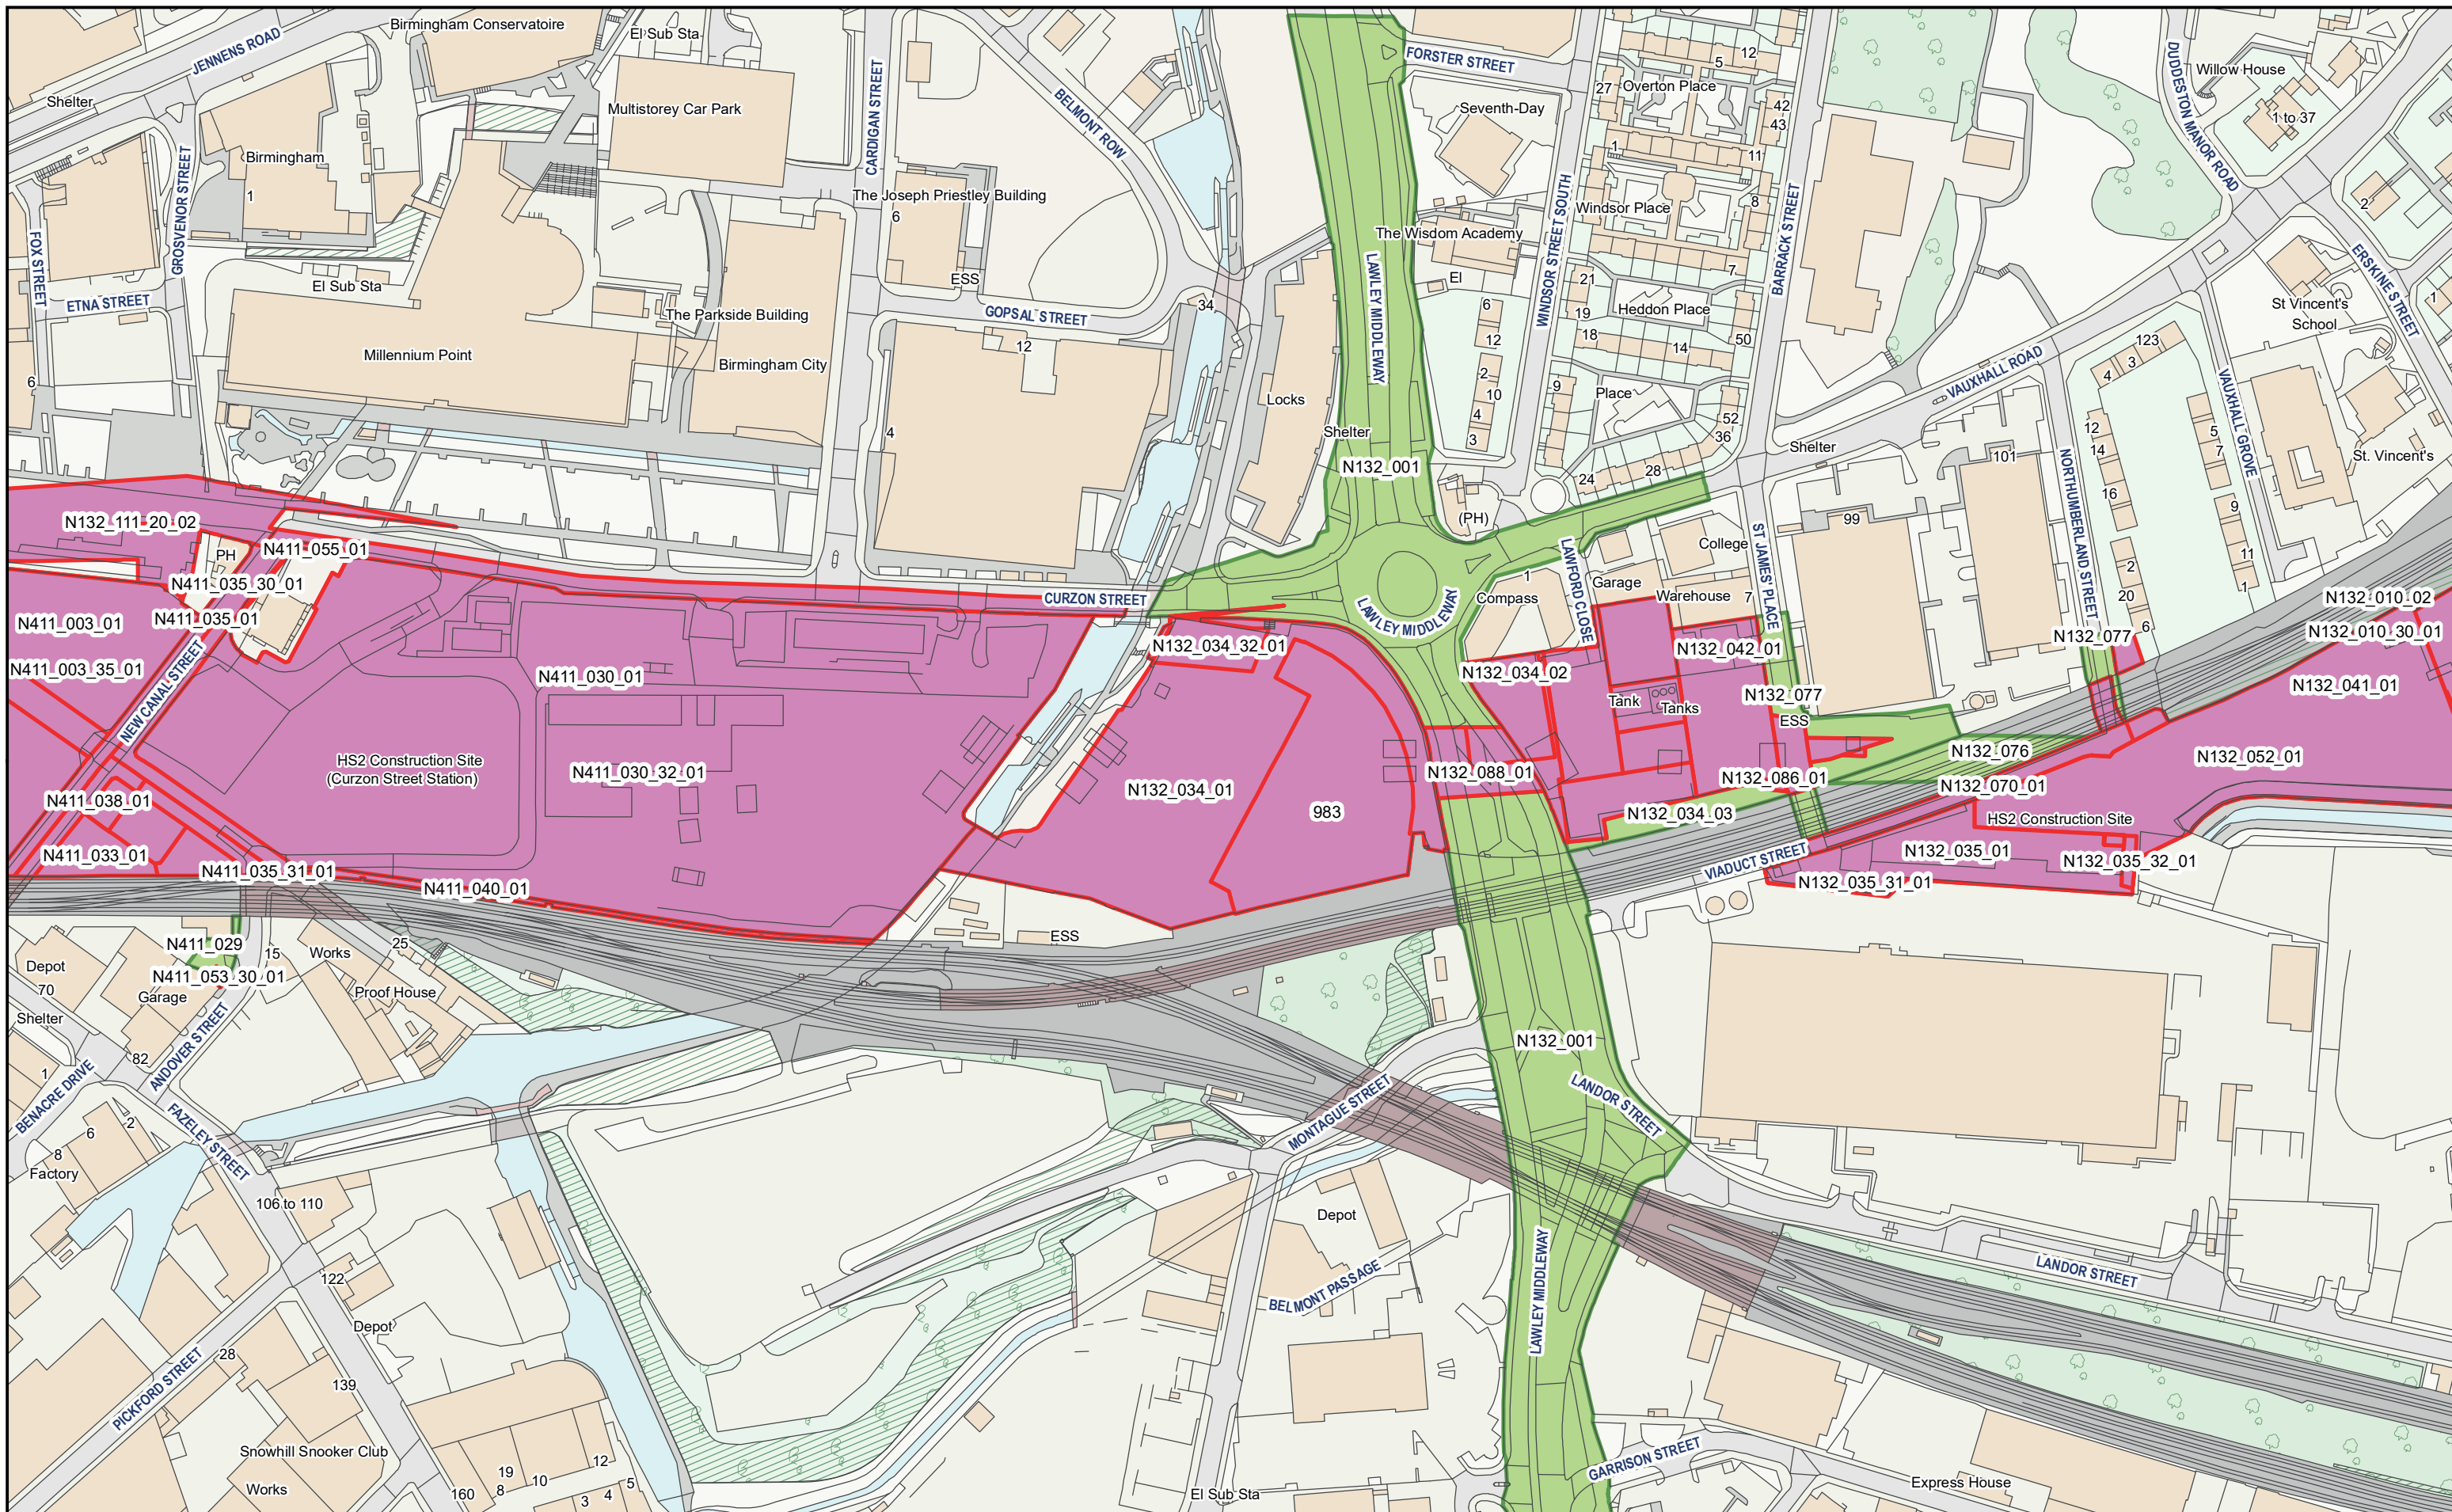 Birmingham Conservatoire
El Sub Sta
JENNENS ROAD
Shelter
Multistorey Car Park
CARDIGAN STREET
BELMONT ROW
FORSTER STREET
Seventh-Day
27
Overton Place
5
12
42
43
DUDDESTON MANOR ROAD
Willow House
1 to 37
Birmingham
1
GROSVENOR STREET
FOX STREET
ETNA STREET
El Sub Sta
The Joseph Priestley Building
6
ESS
GOPSAL STREET
34
12
The Parkside Building
Birmingham City
Millennium Point
6
4
Locks
Shelter
LAWLEY MIDDLEWAY
N132_001
The Wisdom Academy
El
6
12
2
10
4
3
(PH)
WINDSOR STREET SOUTH
1
11
Windsor Place
8
7
21
19
18
Heddon Place
14
50
9
Place
52
36
28
24
BARRACK STREET
2
ERSKINE STREET
1
St Vincent's
School
St. Vincent's
VAUXHALL ROAD
VAUXHALL GROVE
123
3
4
12
14
16
5
7
9
11
1
2
20
6
101
99
Shelter
NORTHUMBERLAND STREET
ST JAMES' PLACE
College
Garage
Warehouse
7
LAWFORD CLOSE
1
Compass
LAWLEY MIDDLEWAY
CURZON STREET
N132_111_20_02
PH
N411_055_01
N411_035_30_01
N411_035_01
N411_003_01
N411_003_35_01
NEW CANAL STREET
N411_030_01
N411_030_32_01
HS2 Construction Site
(Curzon Street Station)
N411_038_01
N411_033_01
N411_035_31_01
N411_040_01
N132_034_32_01
N132_034_01
983
N132_034_02
N132_042_01
Tank
Tanks
N132_077
ESS
N132_088_01
N132_086_01
N132_034_03
N132_077
N132_010_02
N132_010_30_01
N132_041_01
N132_052_01
N132_076
N132_070_01
HS2 Construction Site
N132_035_01
N132_035_32_01
N132_035_31_01
VIADUCT STREET
ESS
N411_029
N411_053_30_01
15
Works
25
Proof House
Depot
70
Garage
Shelter
82
1
ANDOVER STREET
BENACRE DRIVE
6
2
8
Factory
FAZELEY STREET
106 to 110
122
Depot
PICKFORD STREET
28
139
Snowhill Snooker Club
Works
160
19
8
10
12
3
4
5
N132_001
LANDOR STREET
MONTAGUE STREET
Depot
BELMONT PASSAGE
LAWLEY MIDDLEWAY
LANDOR STREET
GARRISON STREET
El Sub Sta
Express House